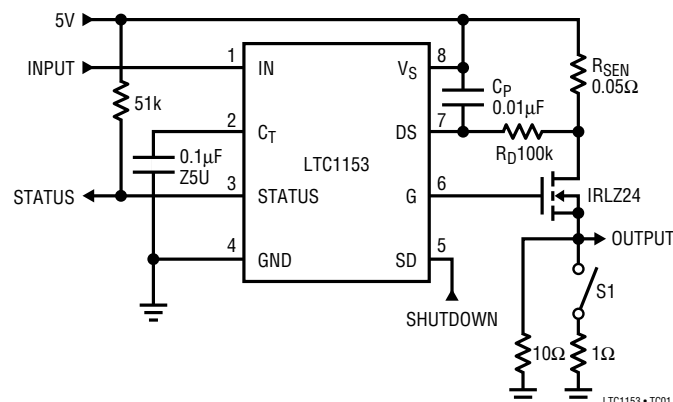 5V
INPUT
1
IN
VS
8
RSEN
0.05Ω
CP
0.01µF
51k
2
CT
DS
7
RD100k
0.1µF
Z5U
LTC1153
STATUS
3
STATUS
G
6
IRLZ24
OUTPUT
4
GND
SD
5
S1
SHUTDOWN
10Ω
1Ω
LTC1153 • TC01